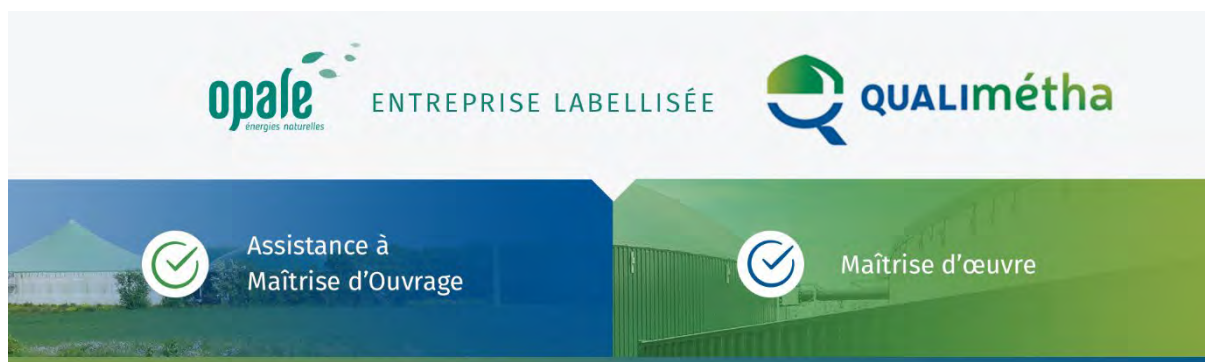 opale
énergies naturelles
ENTREPRISE LABELLISÉE
QUALIMétha
Assistance à
Maîtrise d'Ouvrage
Maîtrise d'œuvre